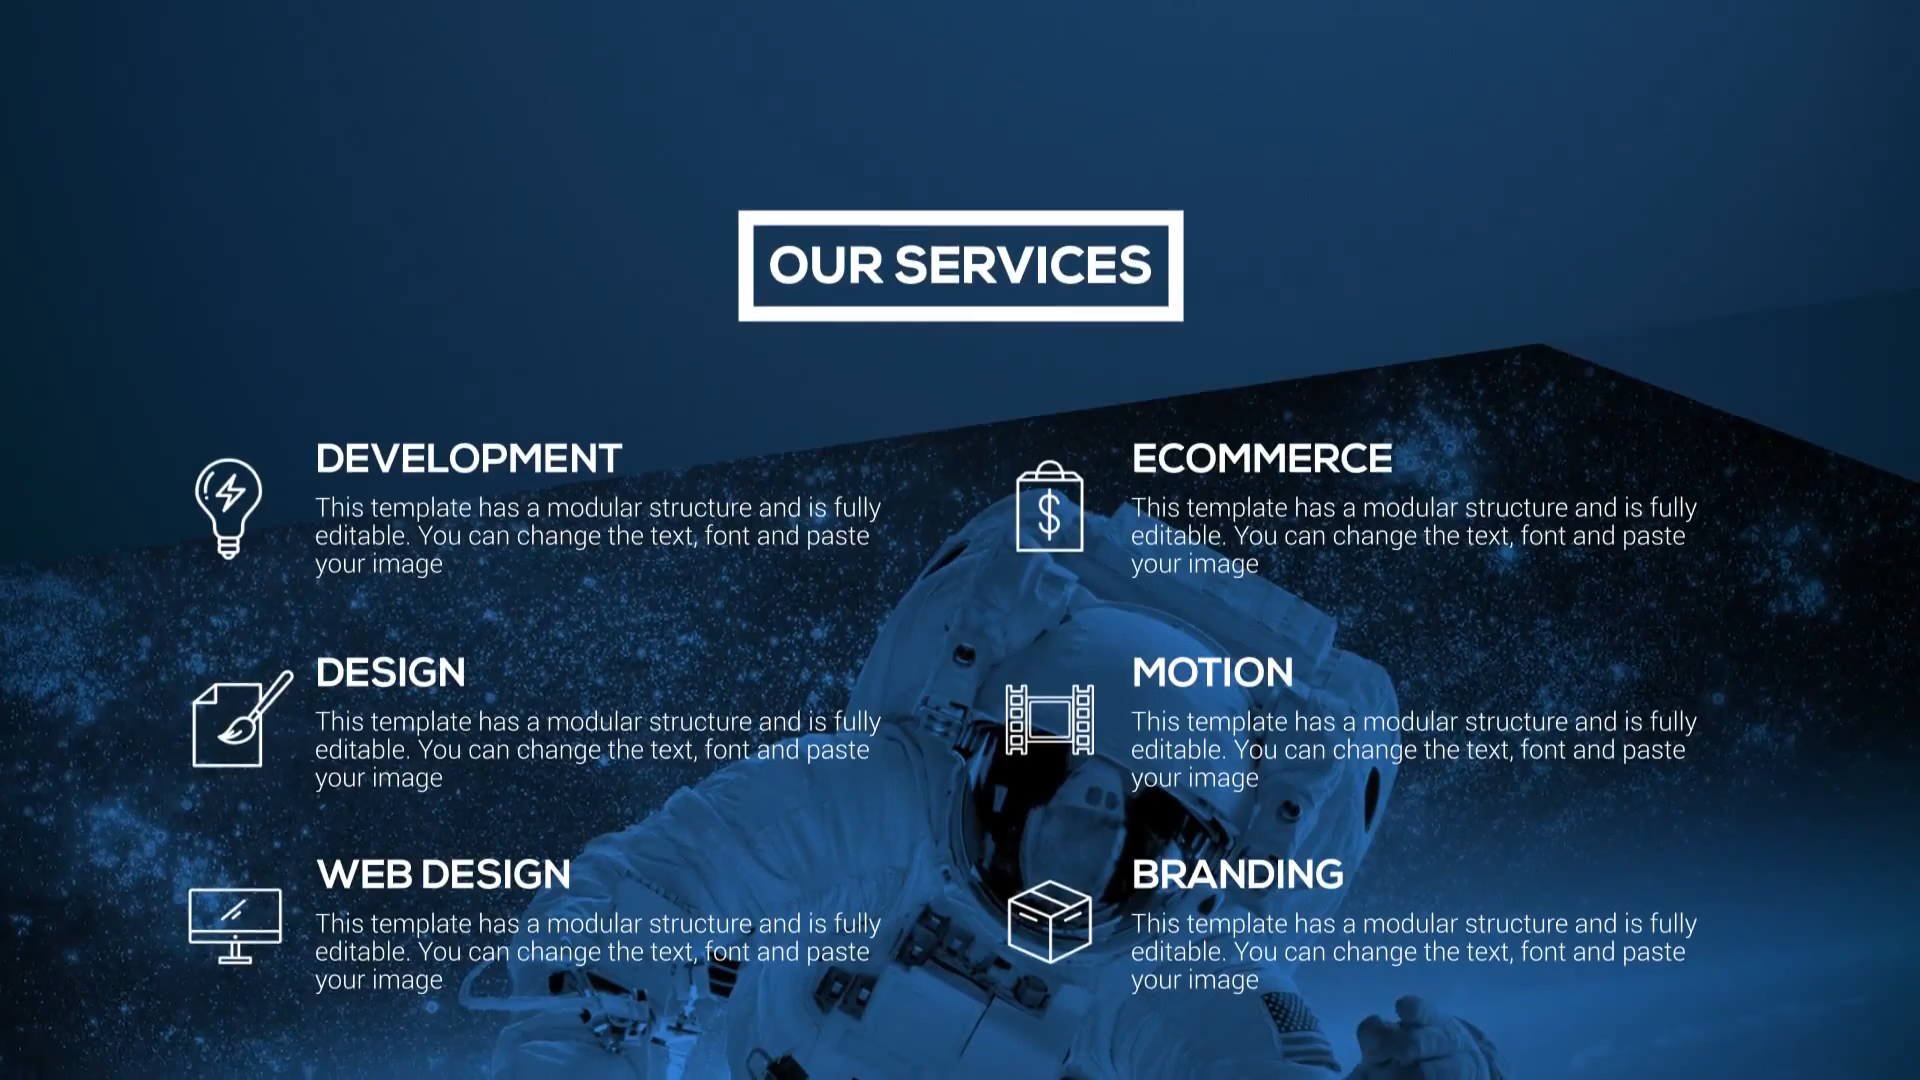 OUR SERVICES
DEVELOPMENT
This template has a modular structure and is fully
editable. You can change the text, font and paste
your image
DESIGN
This template has a modular structure and is fully
editable. You can change the text, font and paste
your image
WEB DESIGN
This template has a modular structure and is fully
editable. You can change the text, font and paste
your image
ECOMMERCE
$
This template has a modular structure and is fully
editable. You can change the text, font and paste
your image
MOTION
This template has a modular structure and is fully
editable. You can change the text, font and paste
your image
BRANDING
This template has a modular structure and is fully
editable. You can change the text, font and paste
your image